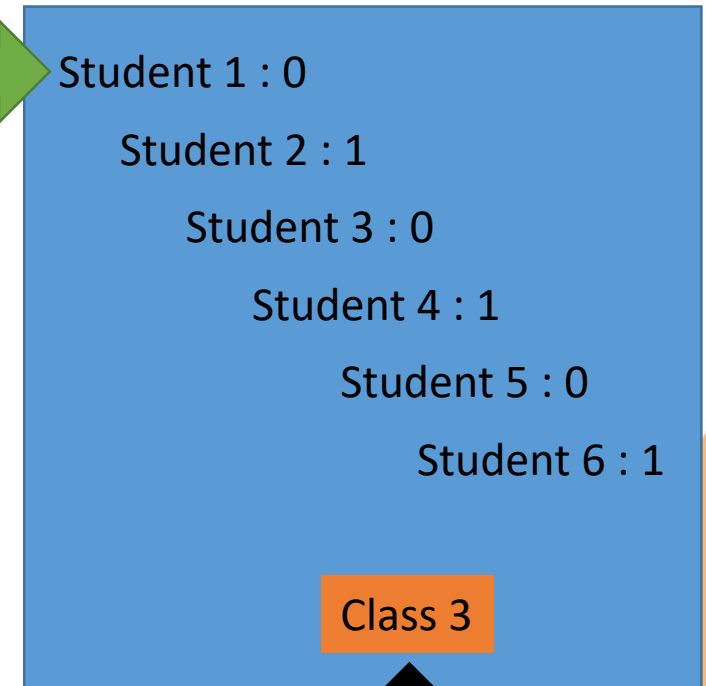 Student 1 : 0
Student 2 : 1
Student 3 : 0
Student 4 : 1
Student 5 : 0
Student 6 : 1
Class 3